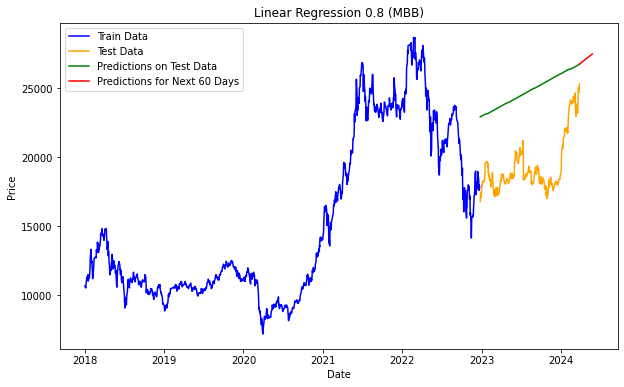 Linear Regression 0.8 (MBB)
Train Data
Test Data
Predictions on Test Data
Predictions for Next 60 Days
25000
20000
15000
10000
Price
2018 2019 2020 2021 2022 2023 2024
Date